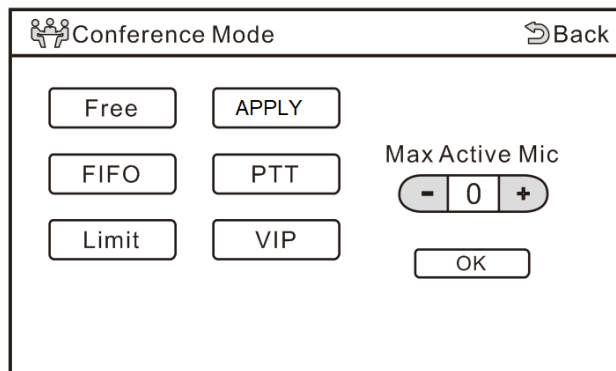 Conference Mode
Back
Free
APPLY
FIFO
PTT
Limit
VIP
Max Active Mic
- 0 +
OK